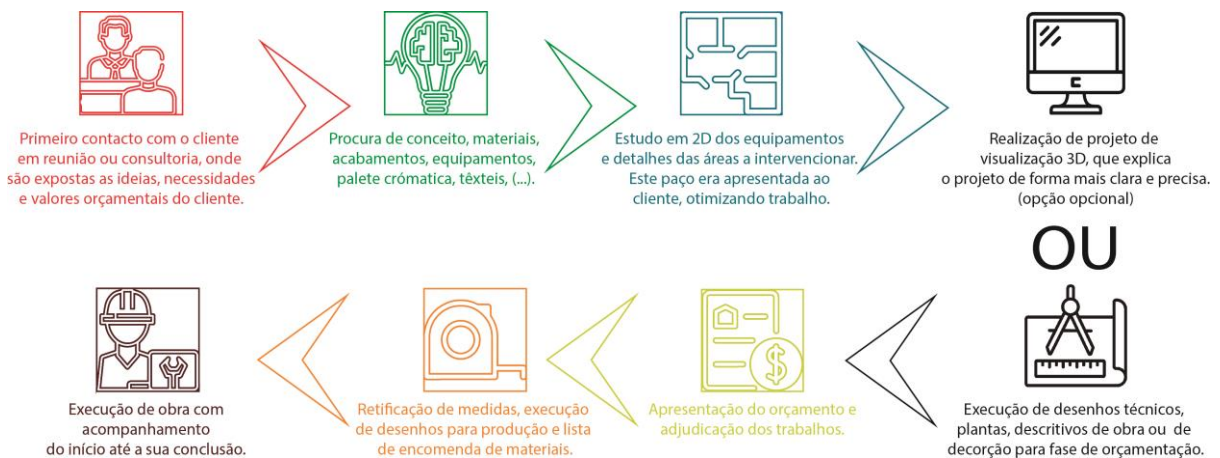 Primeiro contacto com o cliente
em reunião ou consultoria, onde
são expostas as ideias, necessidades
e valores orçamentais do cliente.
Procura de conceito, materiais,
acabamentos, equipamentos,
palete crómatica, têxteis, (...).
Estudo em 2D dos equipamentos
e detalhes das áreas a intervencionar.
Este paço era apresentada ao
cliente, otimizando trabalho.
Realização de projeto de
visualização 3D, que explica
o projeto de forma mais clara e precisa.
(opção opcional)
OU
Execução de desenhos técnicos,
plantas, descritivos de obra ou de
decorção para fase de orçamentação.
Apresentação do orçamento e
adjudicação dos trabalhos.
Retificação de medidas, execução
de desenhos para produção e lista
de encomenda de materiais.
Execução de obra com
acompanhamento
do início até a sua conclusão.